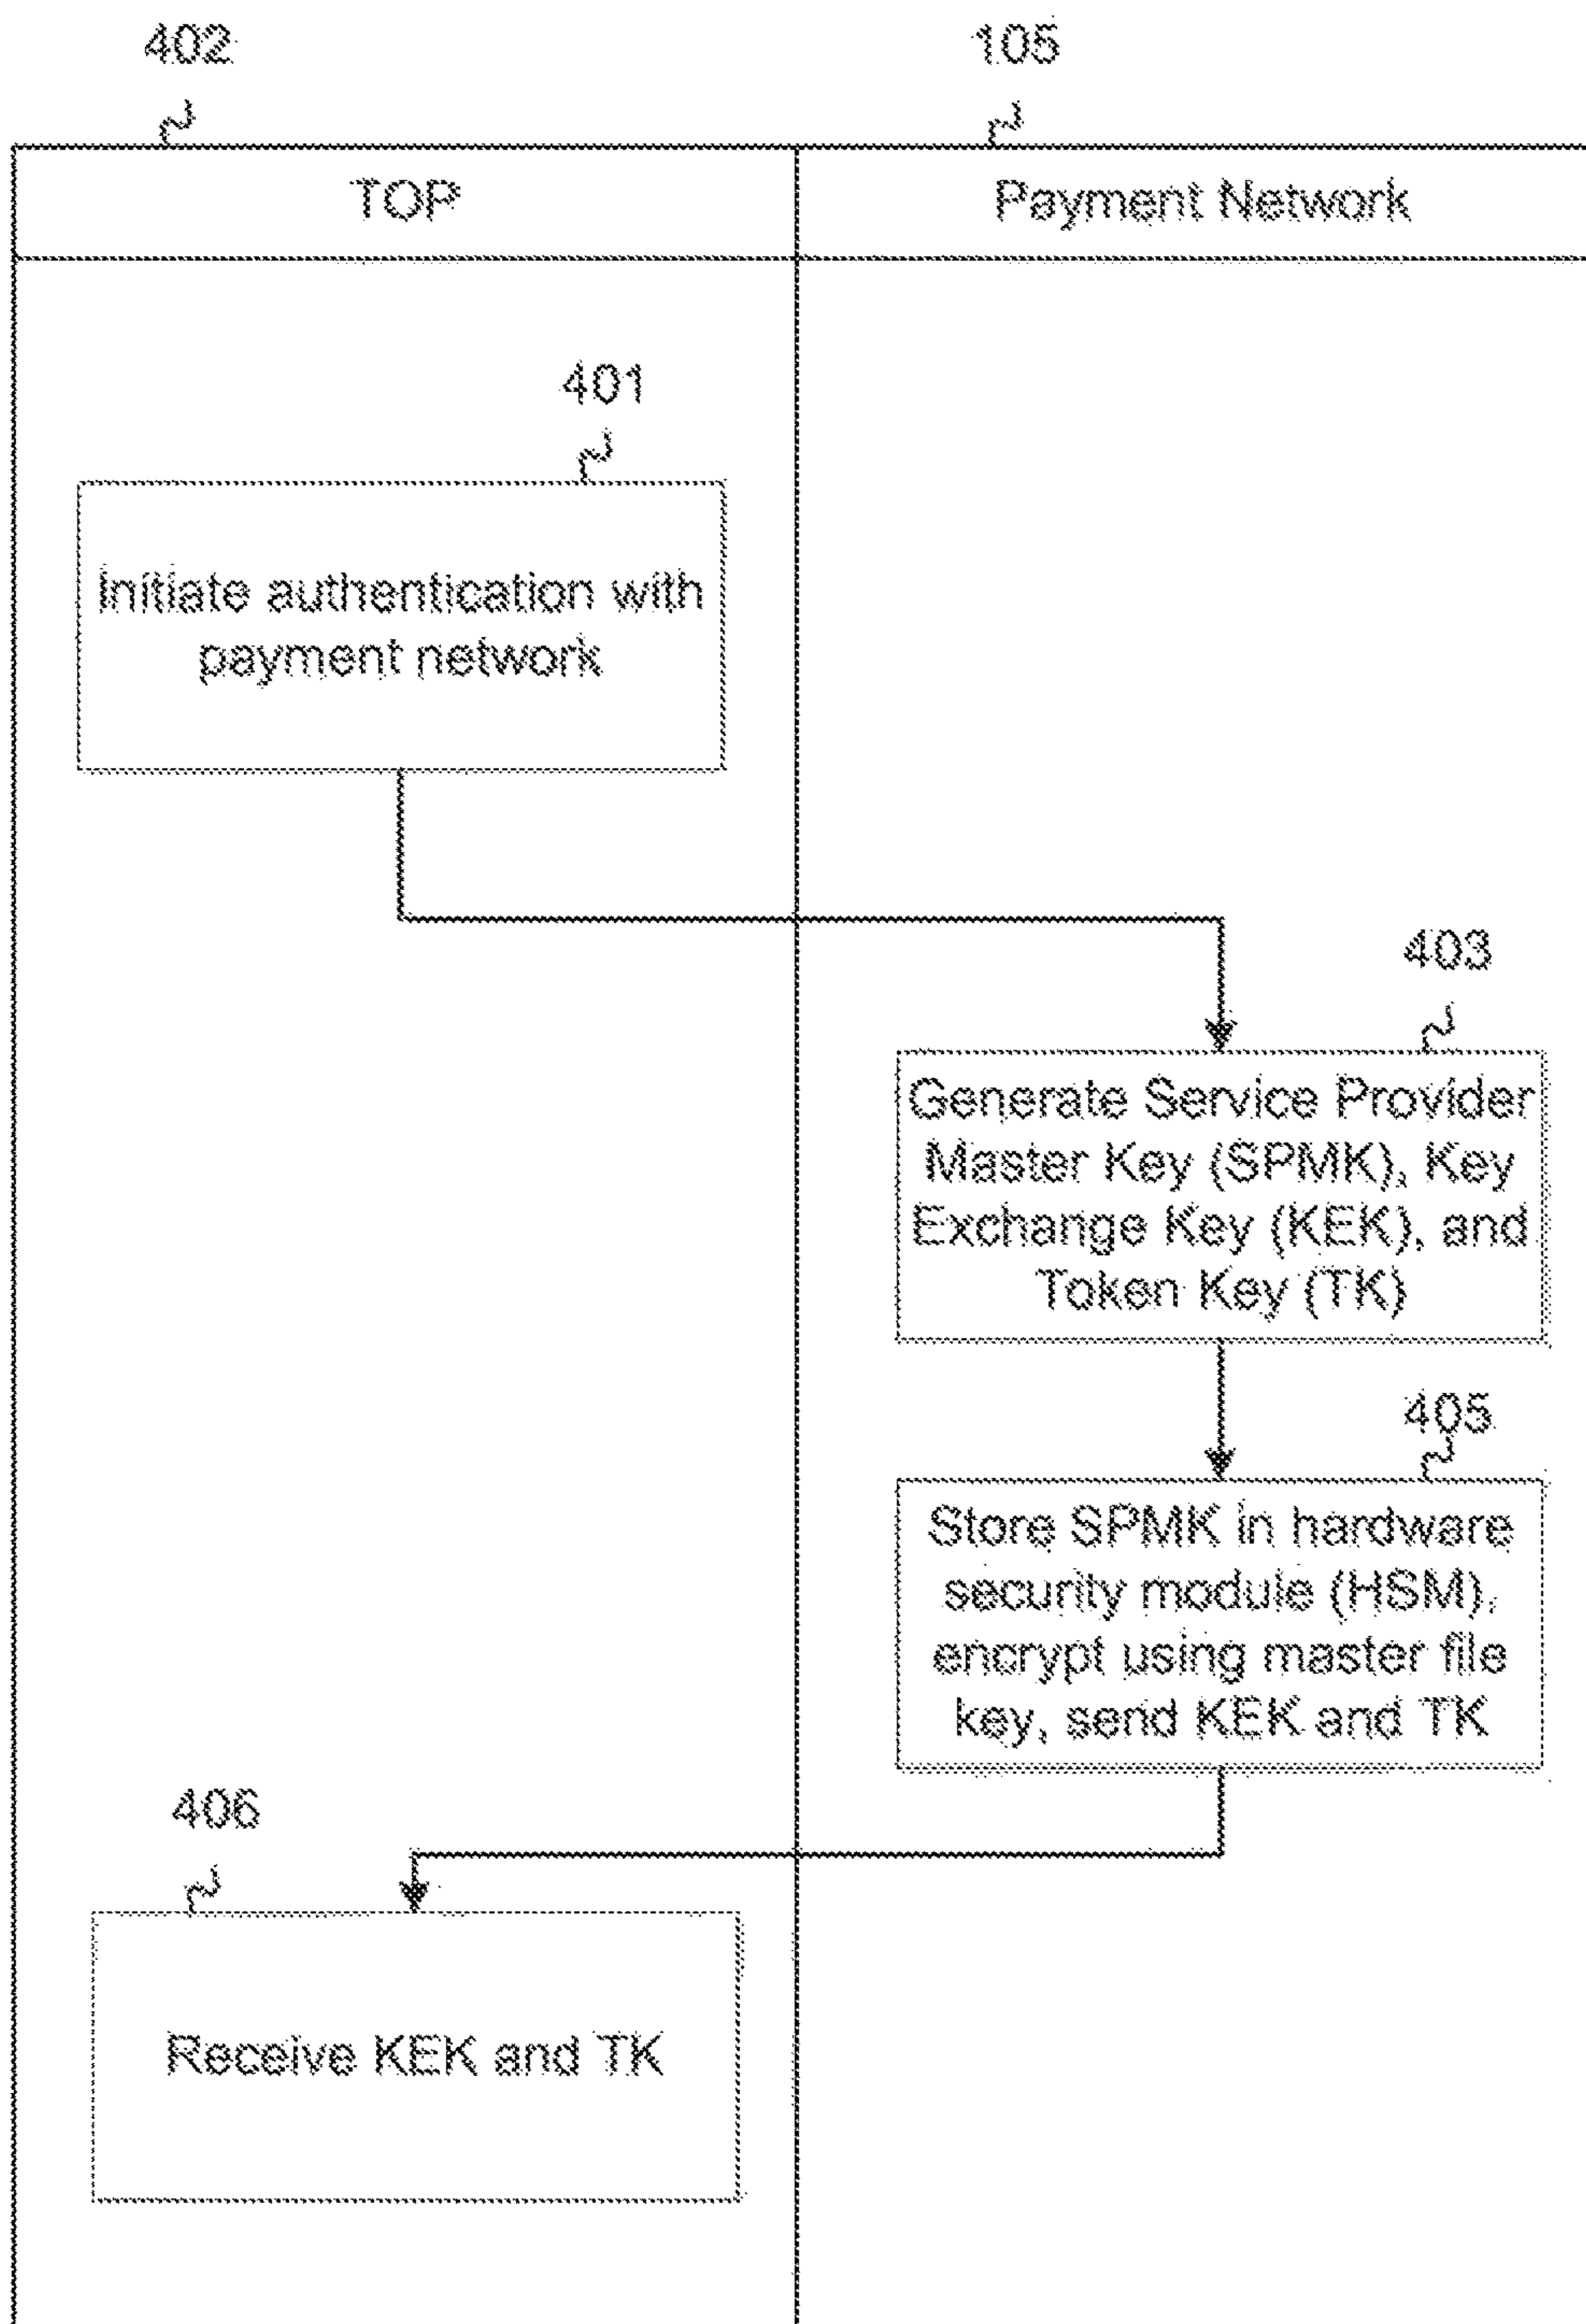 402
105
TOP
Payment Network
401
Initiate authentication with
payment network
403
Generate Service Provider
Master Key (SPMK), Key
Exchange Key (KEK), and
Token Key (TK)
405
Store SPMK in hardware
security module (HSM),
encrypt using master file
key, send KEK and TK
406
Receive KEK and TK